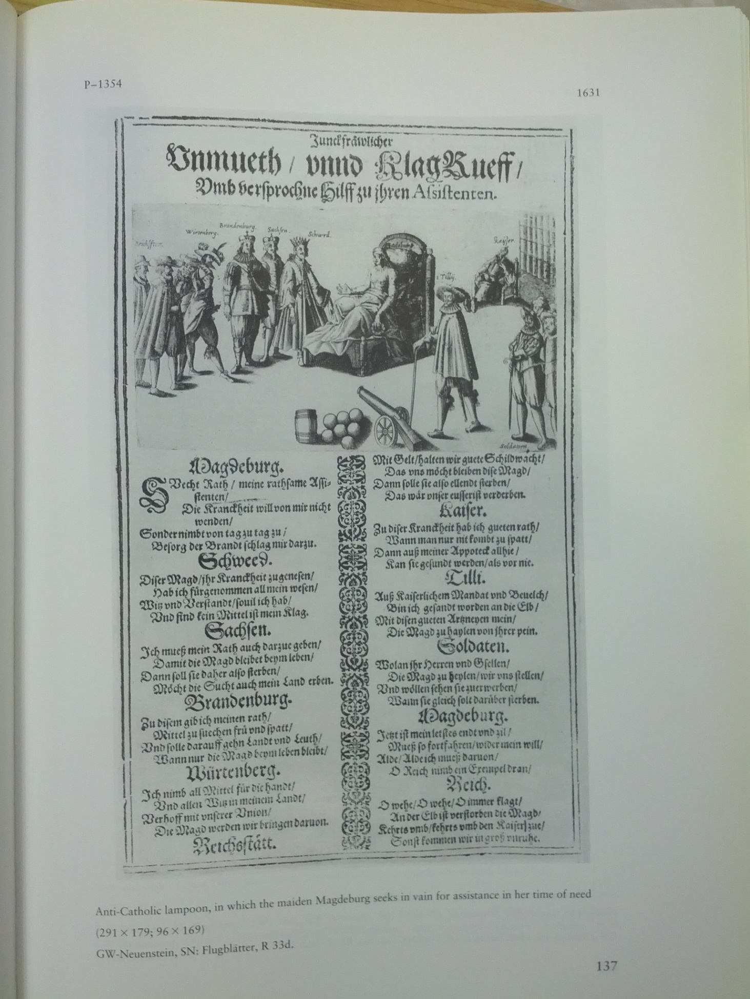 P–1354
1631
Junckfräwlicher
Vnmueth / vnnd KlagRueff /
Vmb versprochne Hilff zu jhren Assistenten.
Wirtenberg.
Brandenburg.
Sachsen.
Schwed.
Tilly.
Kayser.
Soldaten.
Magdeburg.
SVecht Rath / meine rathsame Assi-
stenten /
Die Kranckheit will von mir nicht
wenden /
Sonder nimbt von tag zu tag zu /
Besorg der Brandt schlag mir darzu.
Schweed.
Diser Magd / jhr Kranckheit zugenesen /
Hab ich fürgenommen all mein wesen /
Witz vnd Verstandt / souil ich hab /
Vnd find kein Mittel ist mein Klag.
Sachsen.
Ich mueß mein Rath auch darzue geben /
Damit die Magd bleibet beym leben /
Dann soll sie daher also sterben /
Möcht die Sucht auch mein Land erben.
Brandenburg.
Zu disem gib ich meinen rath /
Mittel zu suechen frü vnd spatt /
Vnd solle darauff gehn Landt vnd Leuth /
Wann nur die Magd beym leben bleibt /
Würtenberg.
Ich nimb all Mittel für die handt /
Vnd allen Witz in meinem Landt /
Verhoff mit vnserer Vnion /
Die Magd werden wir bringen daruon.
Reichsstätt.
Mit Gelt / halten wir guete Schildwacht /
Das vns möcht bleiben dise Magd /
Dann solle sie also ellendt sterben /
Das wär vnser eusserist verderben.
Kaiser.
Zu diser Kranckheit hab ich gueten rath /
Wann man nur nit kombt zu spatt /
Dann auß meiner Appoteck allhie /
Kan sie gesundt werden / als vor nie.
Tilli.
Auß Kaiserlichem Mandat vnd Beuelch /
Bin ich gesandt worden an die Elb /
Mit disen gueten Artzneyen mein /
Die Magd zu haylen von jhrer pein.
Soldaten.
Wolan jhr Herren vnd Gsellen /
Die Magd zu heylen / wir vns stellen /
Vnd wöllen sehen sie zuerwerben /
Wann sie gleich solt darüber sterben.
Magdeburg.
Jetzt ist mein letstes endt vnd zil /
Mueß so fortfahren / wider mein will /
Alde / Alde ich mueß daruon /
O Reich nimb ein Exempel dran /
Reich.
O wehe / O wehe / O immer klagt /
An der Elb ist verstorben die Magd /
Kehrts vmb / kehrts vmb den Kaiser zue /
Sonst kommen wir in groß vnruhe.
Anti-Catholic lampoon, in which the maiden Magdeburg seeks in vain for assistance in her time of need
(291 × 179; 96 × 169)
GW-Neuenstein, SN: Flugblätter, R 33d.
137